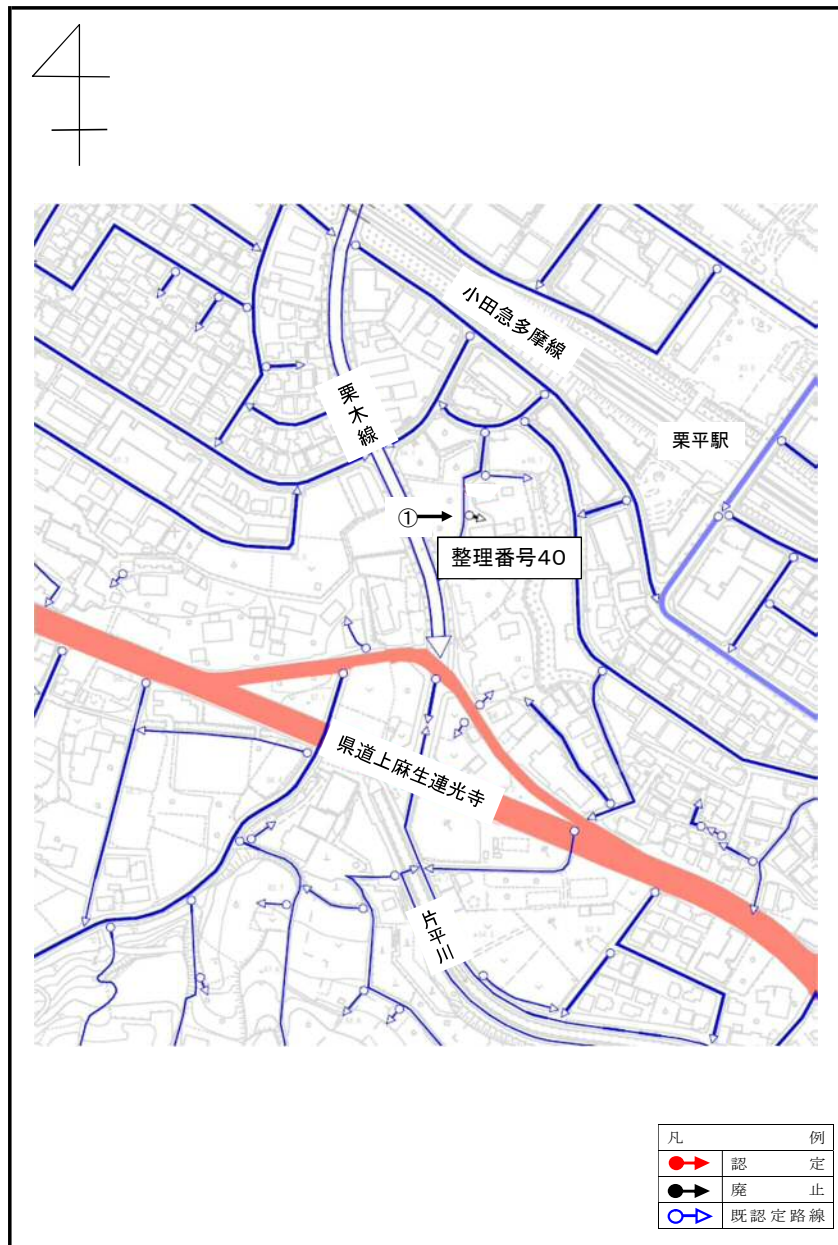 小田急多摩線
栗木線
栗平駅
①
整理番号40
県道上麻生連光寺
片平川
凡 例
認 定
廃 止
既認定路線